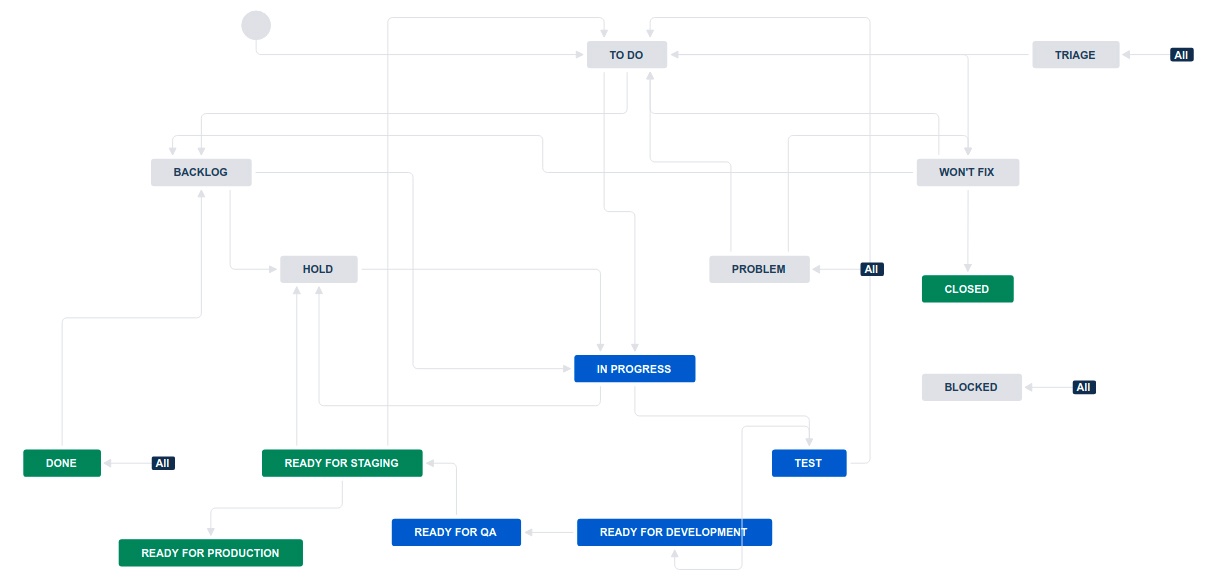 TO DO
TRIAGE
All
BACKLOG
WON'T FIX
HOLD
PROBLEM
All
CLOSED
IN PROGRESS
BLOCKED
All
DONE
All
READY FOR STAGING
TEST
READY FOR QA
READY FOR DEVELOPMENT
READY FOR PRODUCTION